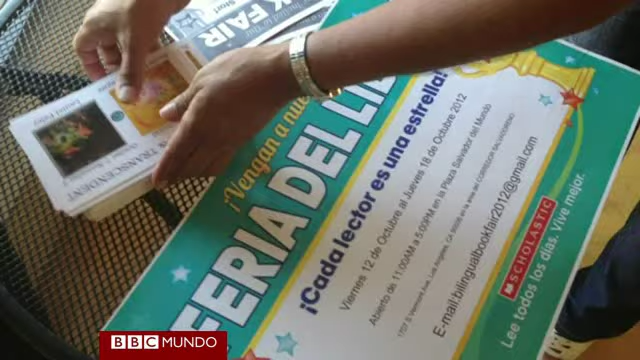 K FAIR
¡Vengan a nue
FERIA DEL LIB
¡Cada lector es una estrella!
Viernes 12 de Octubre al Jueves 18 de Octubre 2012
Abierto de 11:00AM a 5:00PM en la Plaza Salvador del Mundo
E-mail:bilingualbookfair2012@gmail.com
SCHOLASTIC
Lee todos los días. Vive mejor.
TRANSCENDENT
BBC MUNDO